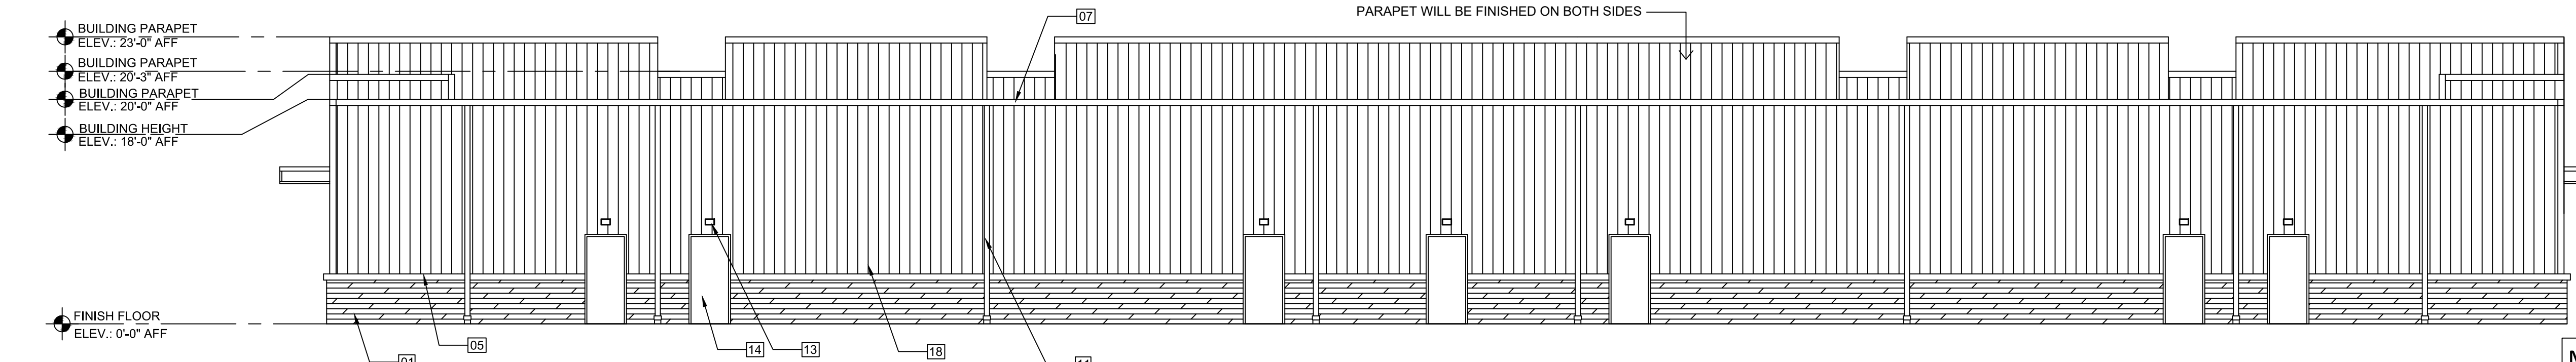 BUILDING PARAPET
ELEV.: 23'-0" AFF
BUILDING PARAPET
ELEV.: 20'-3" AFF
BUILDING PARAPET
ELEV.: 20'-0" AFF
BUILDING HEIGHT
ELEV.: 18'-0" AFF
07
PARAPET WILL BE FINISHED ON BOTH SIDES
FINISH FLOOR
ELEV.: 0'-0" AFF
01
05
14
13
18